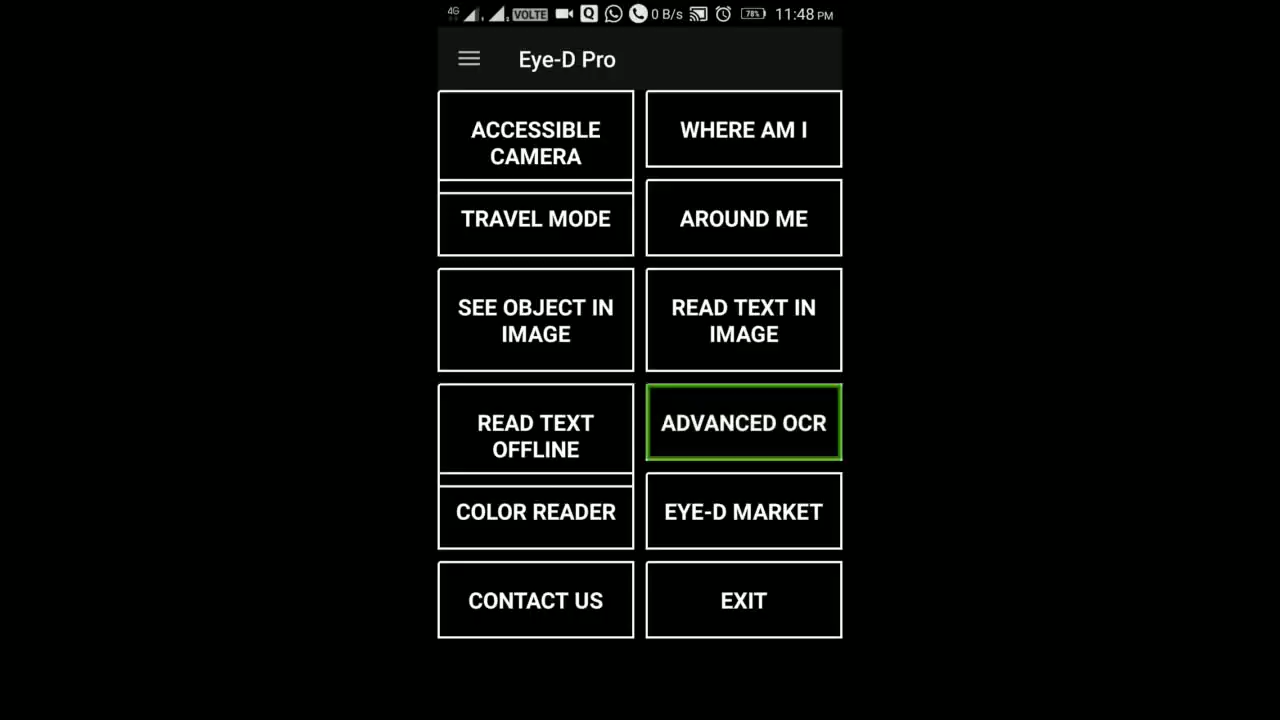 4G VOLTE Q 0 B/s 78% 11:48 PM
Eye-D Pro
ACCESSIBLE
CAMERA
WHERE AM I
TRAVEL MODE
AROUND ME
SEE OBJECT IN
IMAGE
READ TEXT IN
IMAGE
READ TEXT
OFFLINE
ADVANCED OCR
COLOR READER
EYE-D MARKET
CONTACT US
EXIT